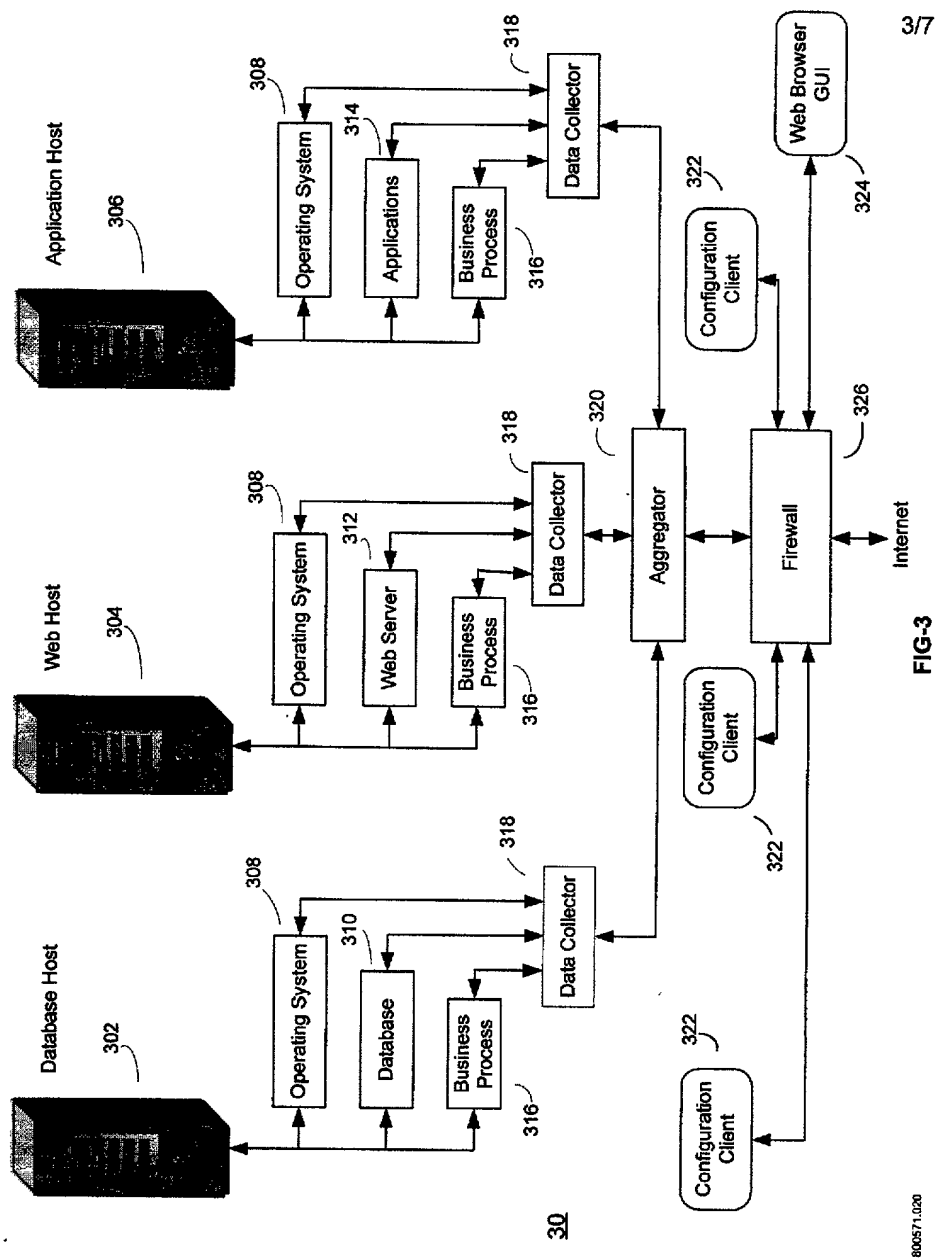 Database Host
302
Web Host
304
Application Host
306
308
Operating System
310
Database
Business
Process
316
318
Data Collector
308
Operating System
312
Web Server
Business
Process
316
318
Data Collector
308
Operating System
314
Applications
Business
Process
316
318
Data Collector
30
320
Aggregator
322
Configuration
Client
Configuration
Client
322
Firewall
326
322
Configuration
Client
Web Browser
GUI
324
Internet
FIG-3
3/7
800571.020